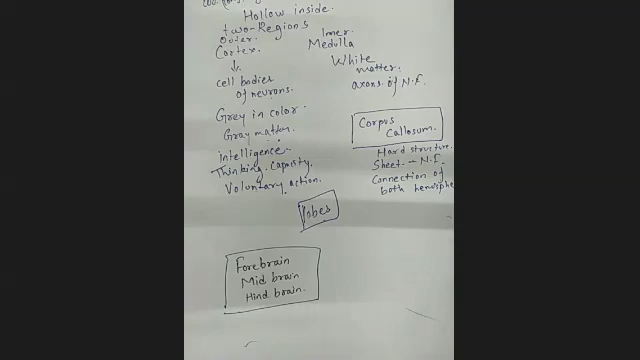 Hollow inside.
two-Regions
Outer.
Cortex.
cell bodies
of neurons.
Grey in color.
Gray matter.
intelligence
Thinking capacity.
Voluntary action.
Inner.
Medulla
White
matter.
axons of N.F.
Corpus
Callosum.
Hard structure.
Sheet - N.F.
Connection of
both hemisphe
lobes
Forebrain
Mid brain
Hind brain.